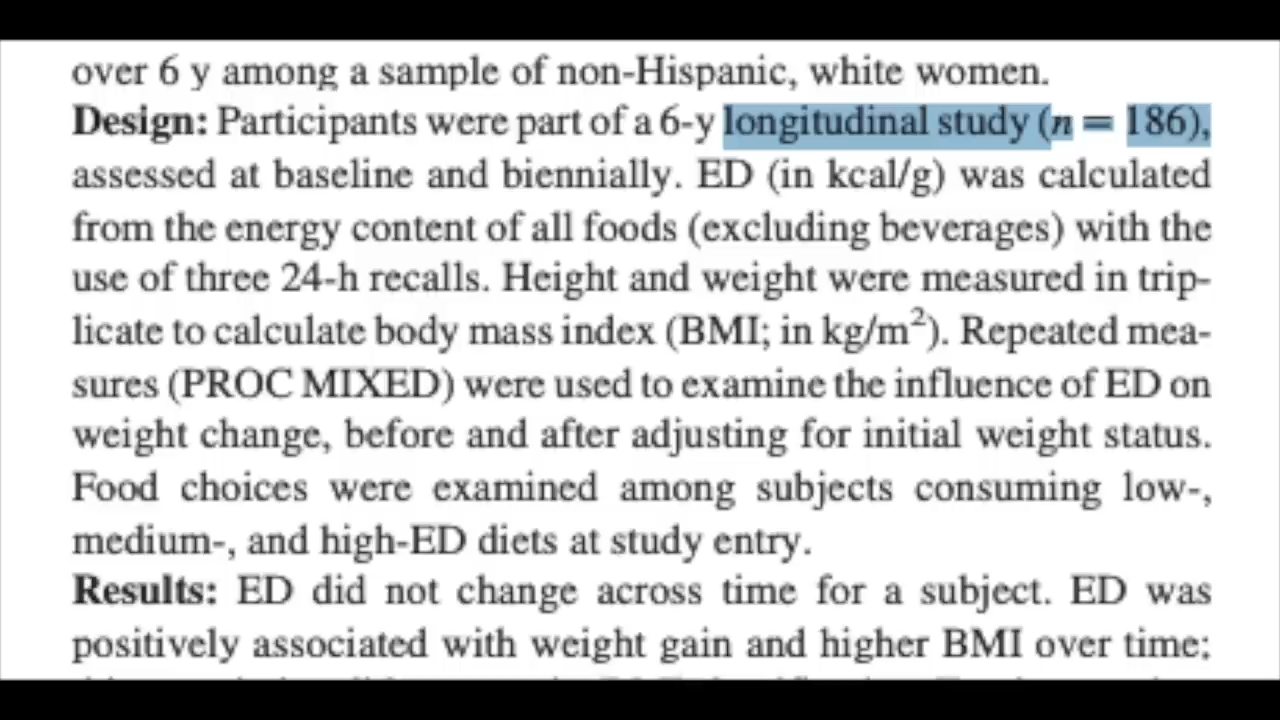 over 6 y among a sample of non-Hispanic, white women.
Design: Participants were part of a 6-y longitudinal study (n = 186),
assessed at baseline and biennially. ED (in kcal/g) was calculated
from the energy content of all foods (excluding beverages) with the
use of three 24-h recalls. Height and weight were measured in trip-
licate to calculate body mass index (BMI; in kg/m²). Repeated mea-
sures (PROC MIXED) were used to examine the influence of ED on
weight change, before and after adjusting for initial weight status.
Food choices were examined among subjects consuming low-,
medium-, and high-ED diets at study entry.
Results: ED did not change across time for a subject. ED was
positively associated with weight gain and higher BMI over time;